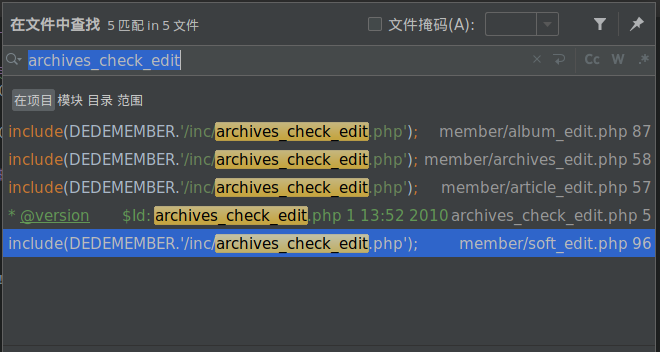 在文件中查找 5 匹配 in 5 文件 文件掩码(A):
archives_check_edit × Cc W .*
在项目 模块 目录 范围
include(DEDEMEMBER.'/inc/archives_check_edit.php'); member/album_edit.php 87
include(DEDEMEMBER.'/inc/archives_check_edit.php'); member/archives_edit.php 58
include(DEDEMEMBER.'/inc/archives_check_edit.php'); member/article_edit.php 57
* @version $Id: archives_check_edit.php 1 13:52 2010 archives_check_edit.php 5
include(DEDEMEMBER.'/inc/archives_check_edit.php'); member/soft_edit.php 96